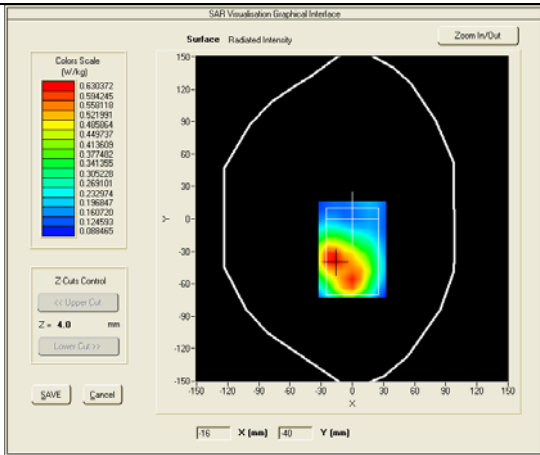 SAR Visualisation Graphical Interface
Surface Radiated Intensity
Zoom In/Out
Colors Scale
(W/kg)
0.630372
0.594245
0.558118
0.521991
0.485864
0.449737
0.413609
0.377482
0.341355
0.305228
0.269101
0.232974
0.196847
0.160720
0.124593
0.088465
Z-Cuts Control
<< Upper Cut
Z = 4.0 mm
Lower Cut >>
SAVE Cancel
150
120
90
60
30
0
-30
-60
-90
-120
-150
Y
-150 -120 -90 -60 -30 0 30 60 90 120 150
X
-16 X (mm) -40 Y (mm)